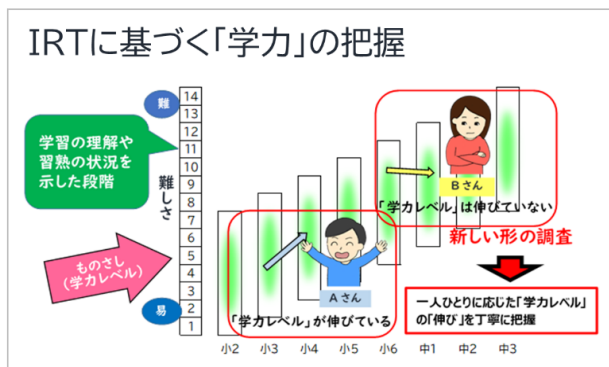 IRTに基づく「学力」の把握
難
14
13
12
11
10
9
8
7
6
5
4
3
2
1
易
難しさ
学習の理解や
習熟の状況を
示した段階
ものさし
(学力レベル)
Aさん
「学力レベル」が伸びている
Bさん
「学力レベル」は伸びていない
新しい形の調査
一人ひとりに応じた「学力レベル」
の「伸び」を丁寧に把握
小2 小3 小4 小5 小6 中1 中2 中3